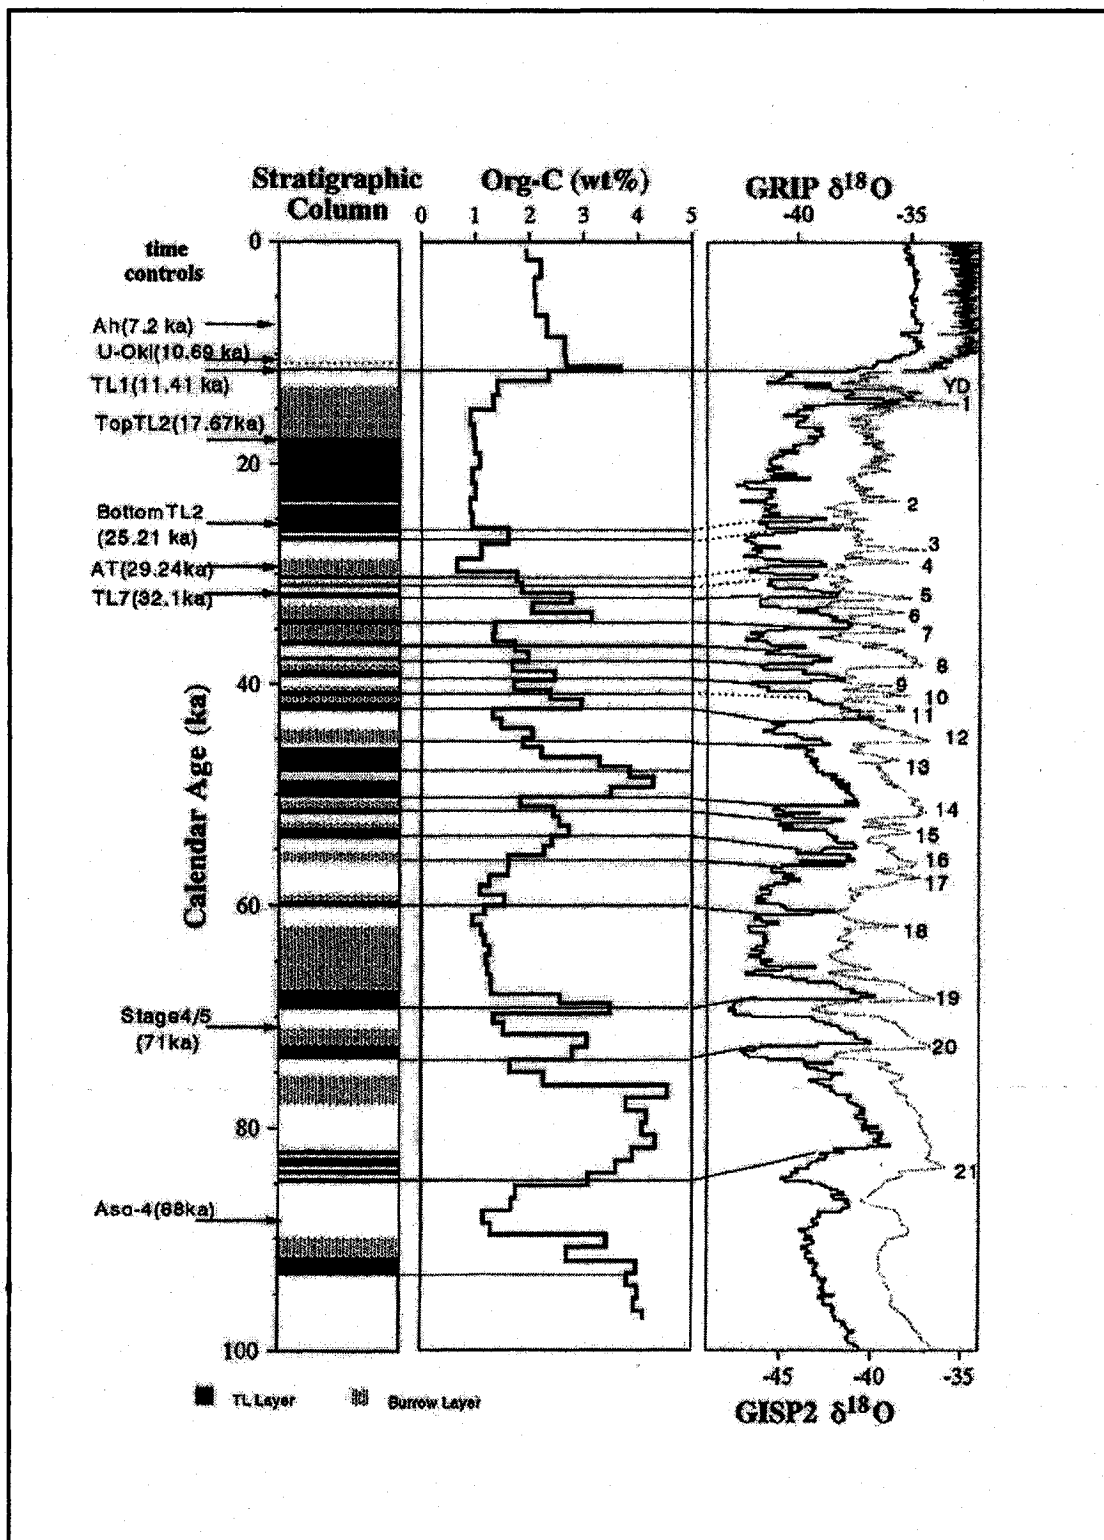 Stratigraphic
Column
Org-C (wt%)
GRIP δ18O
0 1 2 3 4 5
-40 -35
time
controls
0
20
40
60
80
100
Calendar Age (ka)
Ah(7.2 ka)
U-Oki(10.69 ka)
TL1(11.41 ka)
TopTL2(17.67ka)
BottomTL2
(25.21 ka)
AT(29.24ka)
TL7(32.1ka)
Stage4/5
(71ka)
Aso-4(88ka)
YD
1
2
3
4
5
6
7
8
9
10
11
12
13
14
15
16
17
18
19
20
21
-45 -40 -35
GISP2 δ18O
TL Layer
Burrow Layer